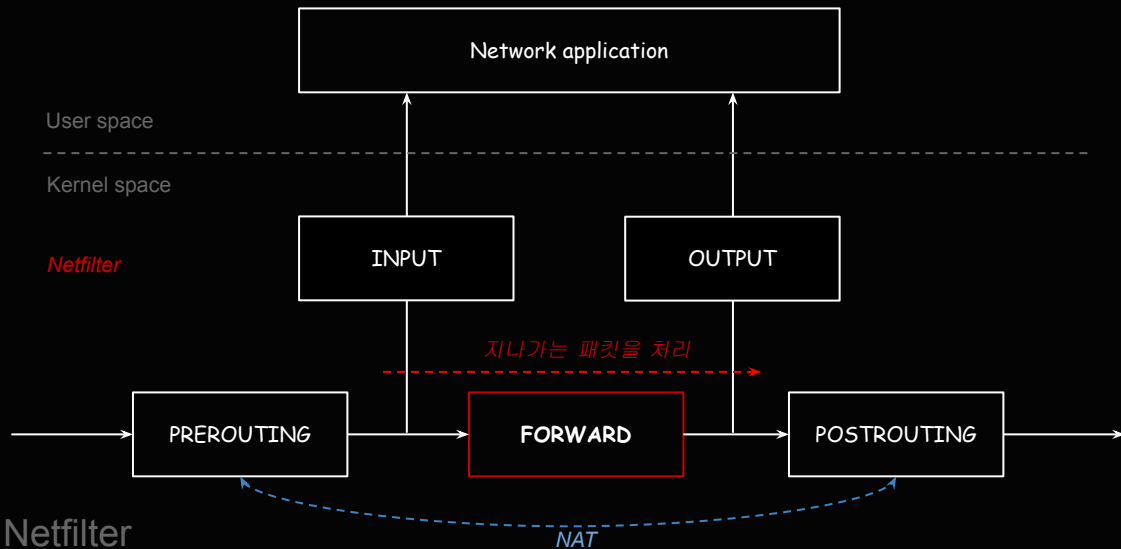 Network application
User space
Kernel space
Netfilter
INPUT
OUTPUT
지나가는 패킷을 처리
PREROUTING
FORWARD
POSTROUTING
Netfilter
NAT